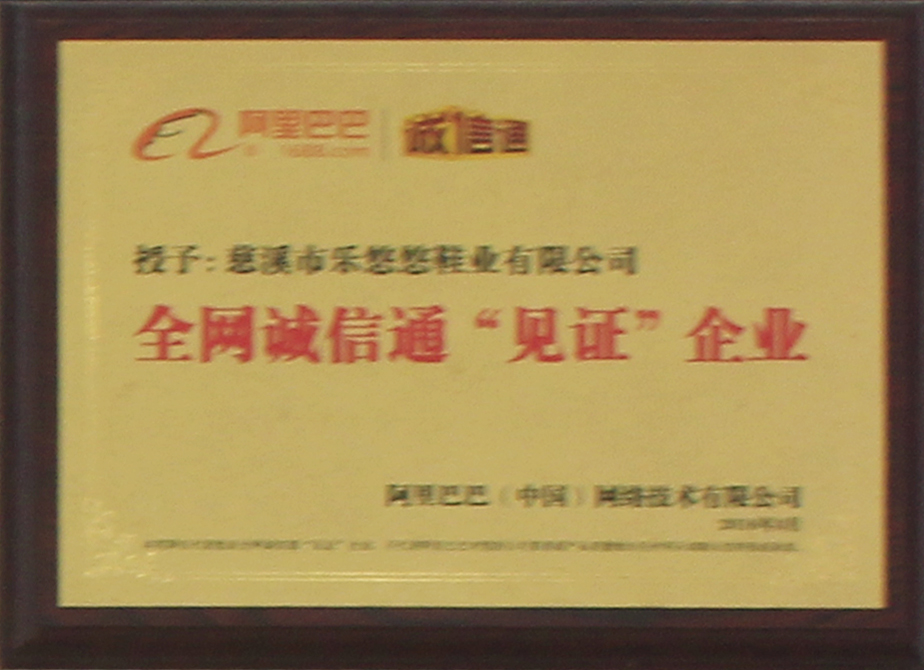 阿里巴巴 诚信通
1688.com
授予:慈溪市乐悠悠鞋业有限公司
全网诚信通“见证”企业
阿里巴巴(中国)网络技术有限公司